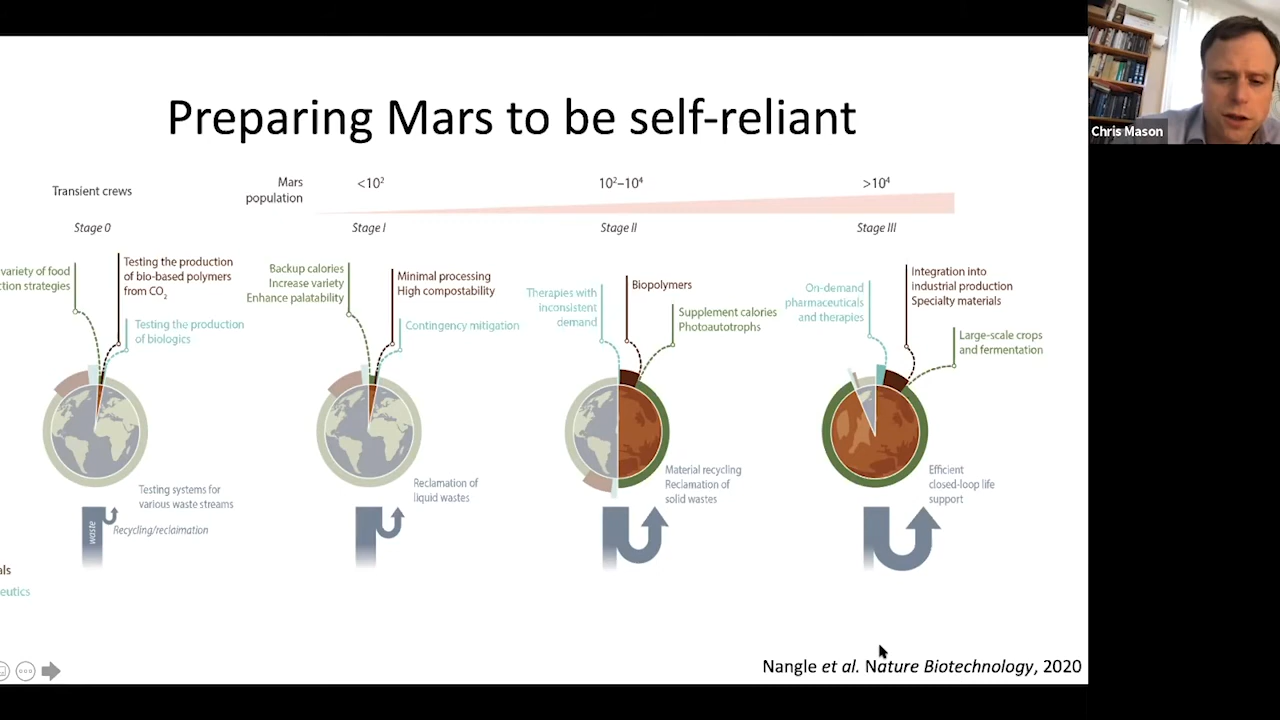 Preparing Mars to be self-reliant
Chris Mason
Transient crews
Mars
population
<10²
10²–10⁴
>10⁴
Stage 0
Stage I
Stage II
Stage III
variety of food
ction strategies
Testing the production
of bio-based polymers
from CO₂
Testing the production
of biologics
Backup calories
Increase variety
Enhance palatability
Minimal processing
High compostability
Contingency mitigation
Therapies with
inconsistent
demand
Biopolymers
Supplement calories
Photoautotrophs
On-demand
pharmaceuticals
and therapies
Integration into
industrial production
Specialty materials
Large-scale crops
and fermentation
Testing systems for
various waste streams
waste
Recycling/reclaimation
Reclamation of
liquid wastes
Material recycling
Reclamation of
solid wastes
Efficient
closed-loop life
support
als
eutics
Nangle et al. Nature Biotechnology, 2020